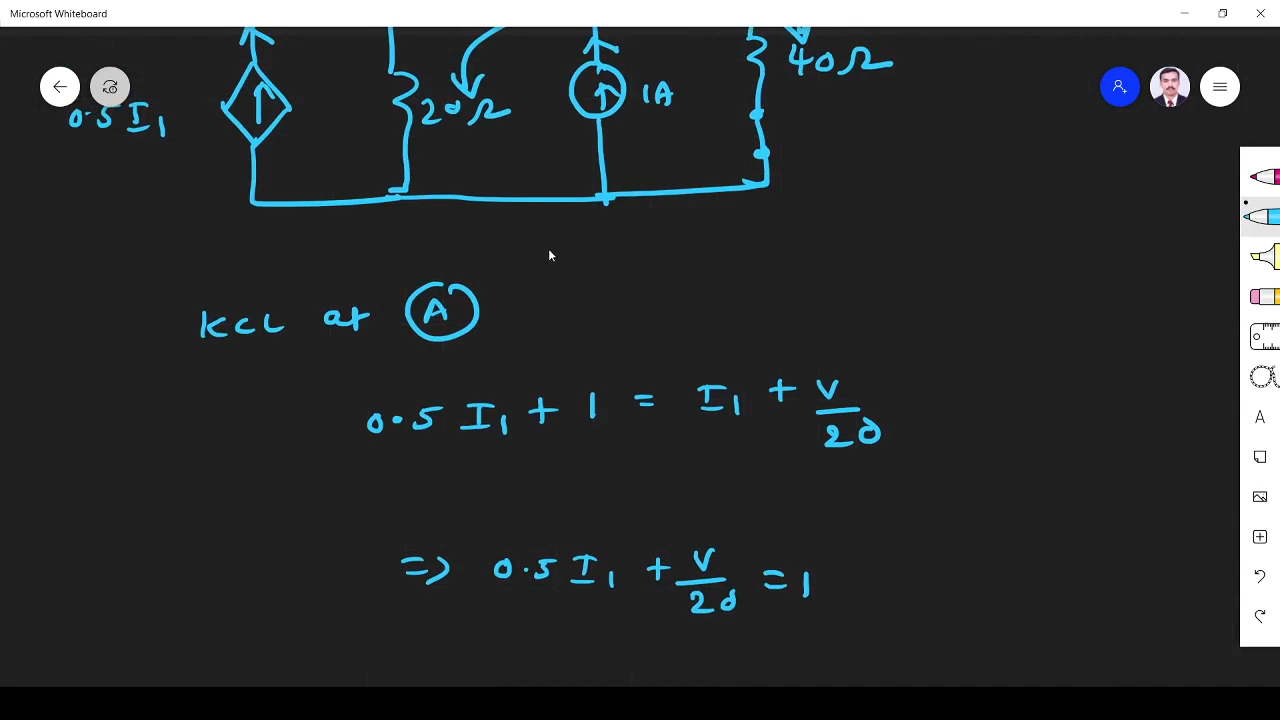 Microsoft Whiteboard
40Ω
0.5 I1
20Ω
1A
KCL at A
0.5 I1 + 1 = I1 + V/20
=> 0.5 I1 + V/20 = 1
A